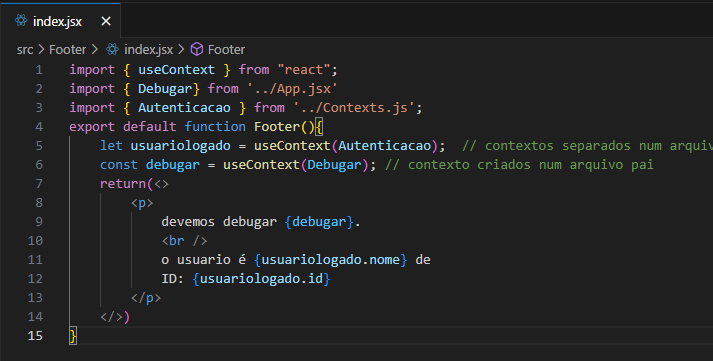 index.jsx ×
src > Footer > index.jsx > Footer
1 import { useContext } from "react";
2 import { Debugar} from '../App.jsx'
3 import { Autenticacao } from '../Contexts.js';
4 export default function Footer(){
5 let usuariologado = useContext(Autenticacao); // contextos separados num arquiv
6 const debugar = useContext(Debugar); // contexto criados num arquivo pai
7 return(<>
8 <p>
9 devemos debugar {debugar}.
10 <br />
11 o usuario é {usuariologado.nome} de
12 ID: {usuariologado.id}
13 </p>
14 </>)
15 }